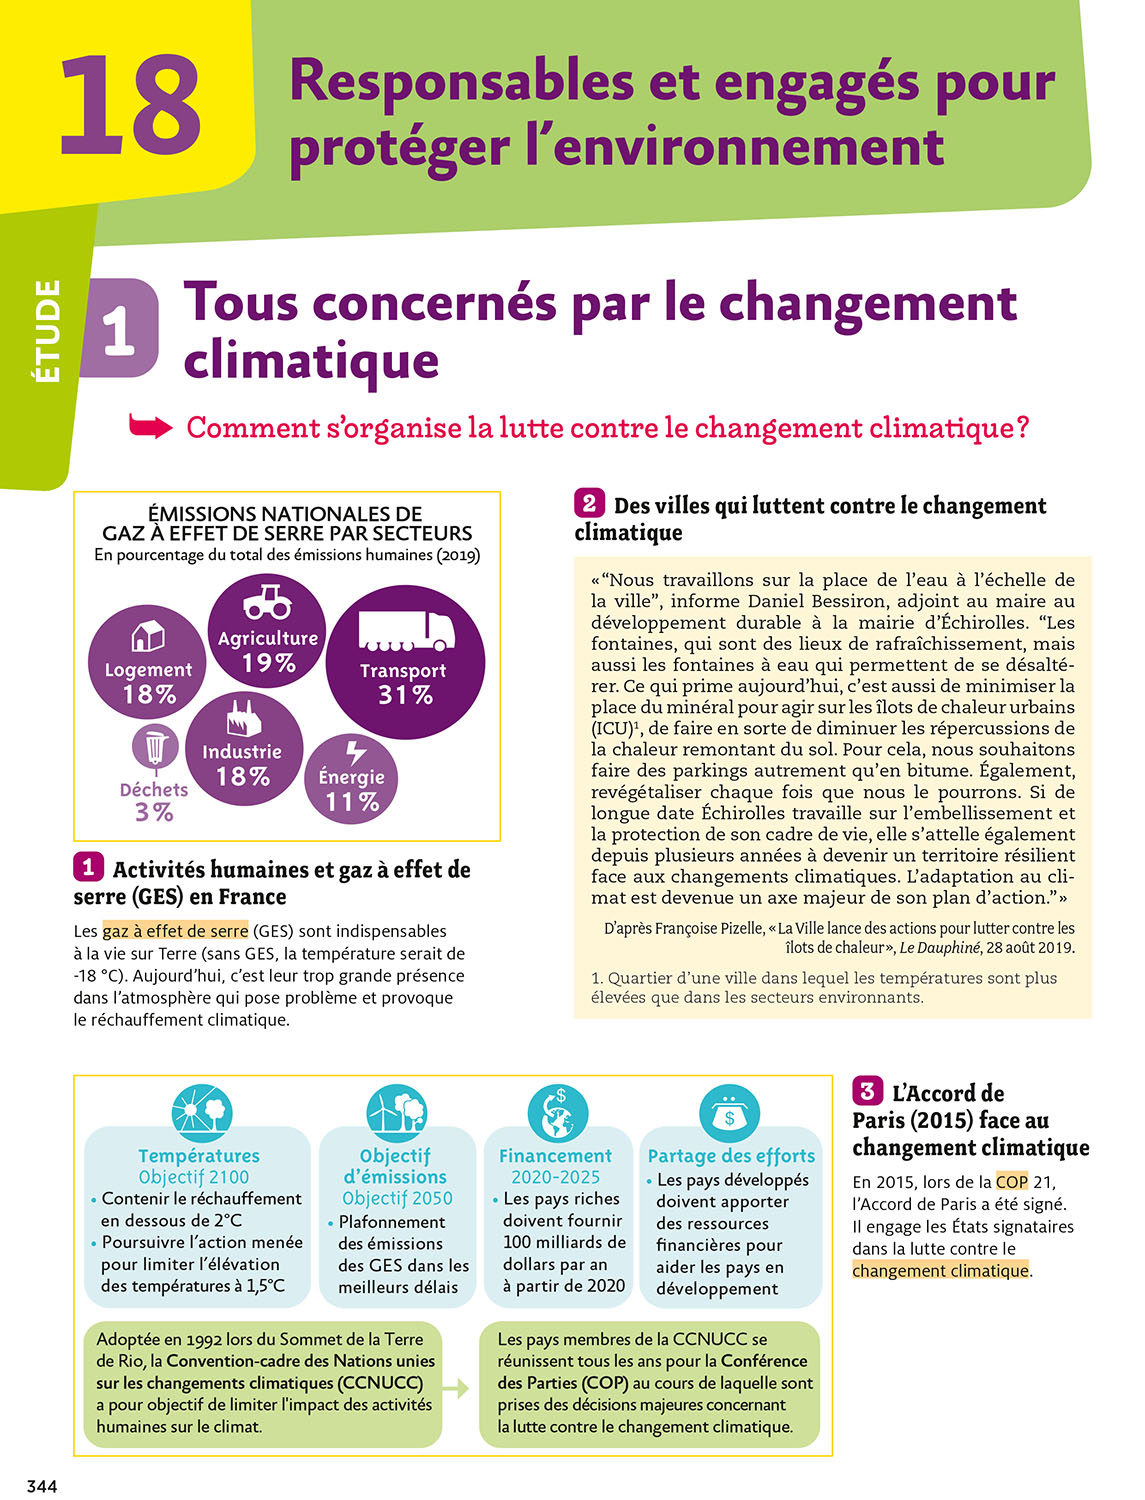 18
Responsables et engagés pour
protéger l’environnement
ÉTUDE
1
Tous concernés par le changement
climatique
Comment s’organise la lutte contre le changement climatique ?
ÉMISSIONS NATIONALES DE
GAZ À EFFET DE SERRE PAR SECTEURS
En pourcentage du total des émissions humaines (2019)
Logement
18 %
Agriculture
19 %
Transport
31 %
Industrie
18 %
Déchets
3 %
Énergie
11 %
1 Activités humaines et gaz à effet de
serre (GES) en France
Les gaz à effet de serre (GES) sont indispensables
à la vie sur Terre (sans GES, la température serait de
-18 °C). Aujourd’hui, c’est leur trop grande présence
dans l’atmosphère qui pose problème et provoque
le réchauffement climatique.
2 Des villes qui luttent contre le changement
climatique
« “Nous travaillons sur la place de l’eau à l’échelle de
la ville”, informe Daniel Bessiron, adjoint au maire au
développement durable à la mairie d’Échirolles. “Les
fontaines, qui sont des lieux de rafraîchissement, mais
aussi les fontaines à eau qui permettent de se désalté-
rer. Ce qui prime aujourd’hui, c’est aussi de minimiser la
place du minéral pour agir sur les îlots de chaleur urbains
(ICU)¹, de faire en sorte de diminuer les répercussions de
la chaleur remontant du sol. Pour cela, nous souhaitons
faire des parkings autrement qu’en bitume. Également,
revégétaliser chaque fois que nous le pourrons. Si de
longue date Échirolles travaille sur l’embellissement et
la protection de son cadre de vie, elle s’attelle également
depuis plusieurs années à devenir un territoire résilient
face aux changements climatiques. L’adaptation au cli-
mat est devenue un axe majeur de son plan d’action.” »
D’après Françoise Pizelle, « La Ville lance des actions pour lutter contre les
îlots de chaleur », Le Dauphiné, 28 août 2019.
1. Quartier d’une ville dans lequel les températures sont plus
élevées que dans les secteurs environnants.
Températures
Objectif 2100
• Contenir le réchauffement
en dessous de 2°C
• Poursuivre l’action menée
pour limiter l’élévation
des températures à 1,5°C
Objectif
d’émissions
Objectif 2050
• Plafonnement
des émissions
des GES dans les
meilleurs délais
$
Financement
2020-2025
• Les pays riches
doivent fournir
100 milliards de
dollars par an
à partir de 2020
$
Partage des efforts
• Les pays développés
doivent apporter
des ressources
financières pour
aider les pays en
développement
Adoptée en 1992 lors du Sommet de la Terre
de Rio, la Convention-cadre des Nations unies
sur les changements climatiques (CCNUCC)
a pour objectif de limiter l'impact des activités
humaines sur le climat.
Les pays membres de la CCNUCC se
réunissent tous les ans pour la Conférence
des Parties (COP) au cours de laquelle sont
prises des décisions majeures concernant
la lutte contre le changement climatique.
3 L’Accord de
Paris (2015) face au
changement climatique
En 2015, lors de la COP 21,
l’Accord de Paris a été signé.
Il engage les États signataires
dans la lutte contre le
changement climatique.
344